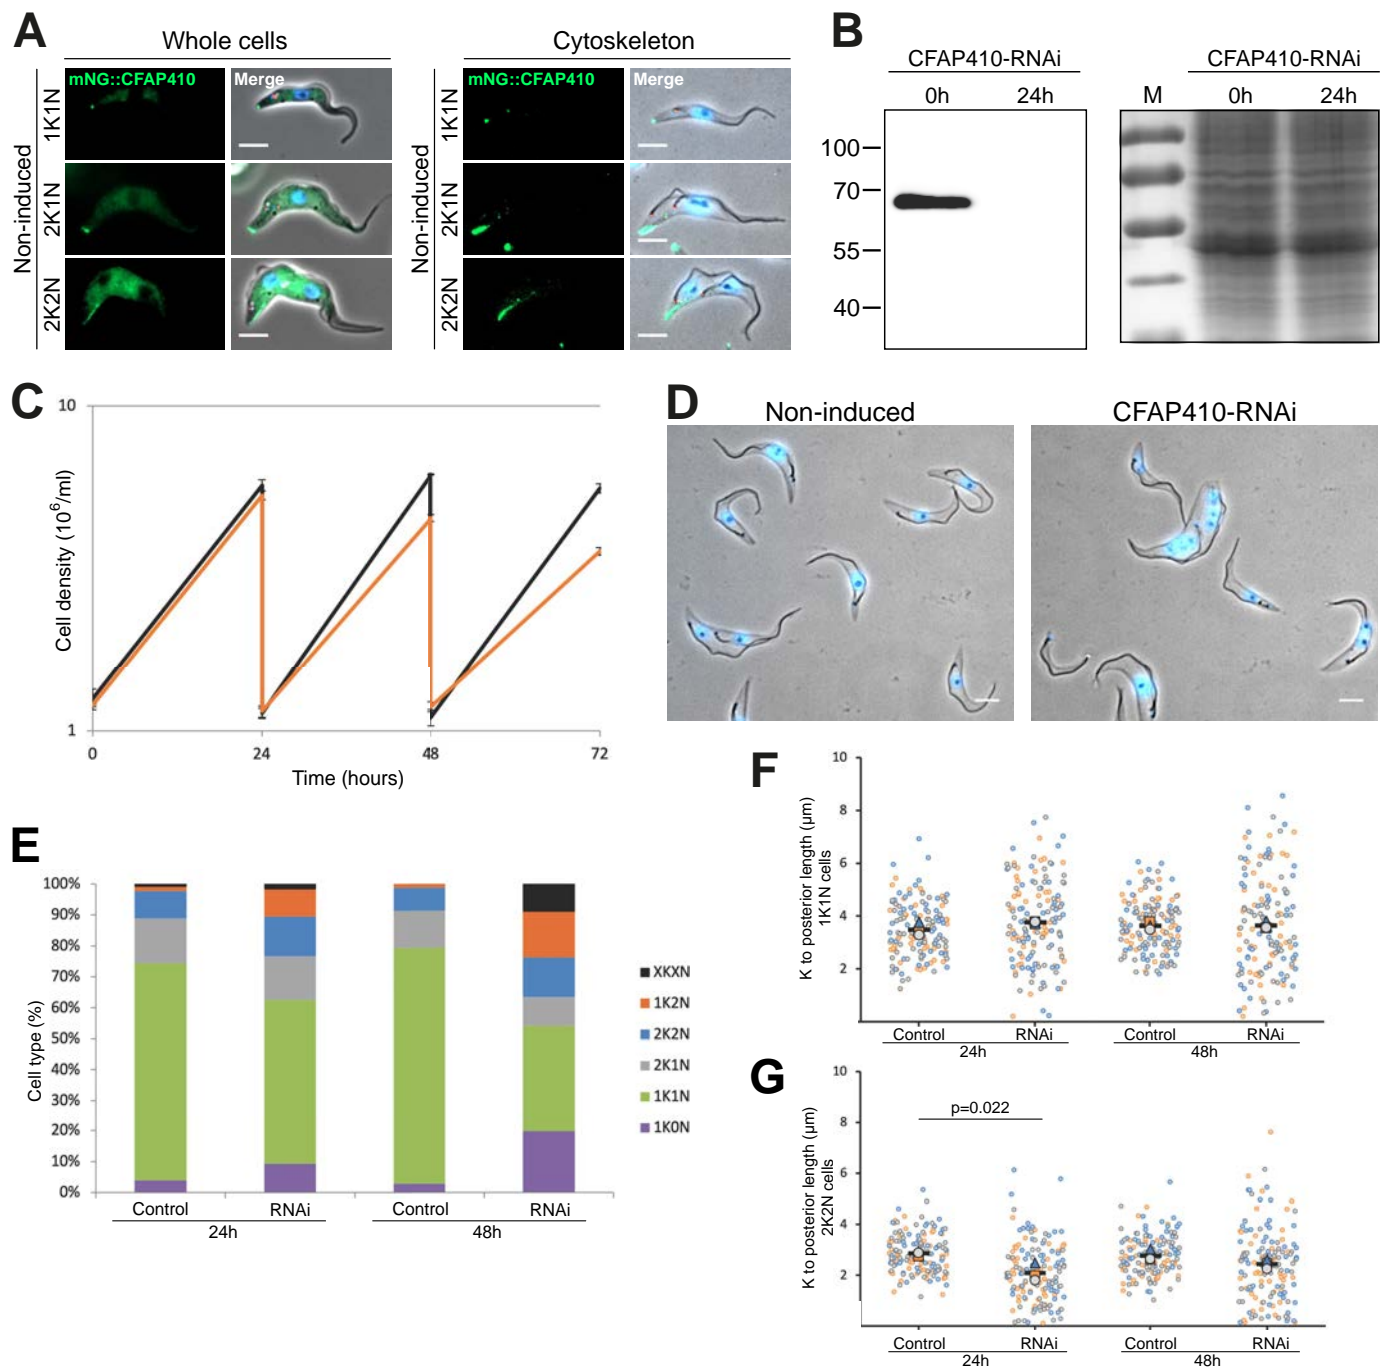 A
Whole cells
Cytoskeleton
Non-induced
1K1N
2K1N
2K2N
mNG::CFAP410
Merge
Non-induced
1K1N
2K1N
2K2N
mNG::CFAP410
Merge
B
CFAP410-RNAi
0h 24h
100
70
55
40
CFAP410-RNAi
M 0h 24h
C
10
1
Cell density (10⁶/ml)
0 24 48 72
Time (hours)
D
Non-induced
CFAP410-RNAi
E
100%
90%
80%
70%
60%
50%
40%
30%
20%
10%
0%
Cell type (%)
Control RNAi Control RNAi
24h 48h
XKXN
1K2N
2K2N
2K1N
1K1N
1K0N
F
K to posterior length (µm)
1K1N cells
10
8
6
4
2
Control RNAi Control RNAi
24h 48h
G
K to posterior length (µm)
2K2N cells
10
8
6
4
2
p=0.022
Control RNAi Control RNAi
24h 48h